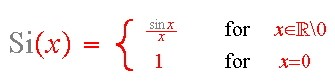 Si(x) = { sin x / x for x∈ℝ\0
1 for x=0